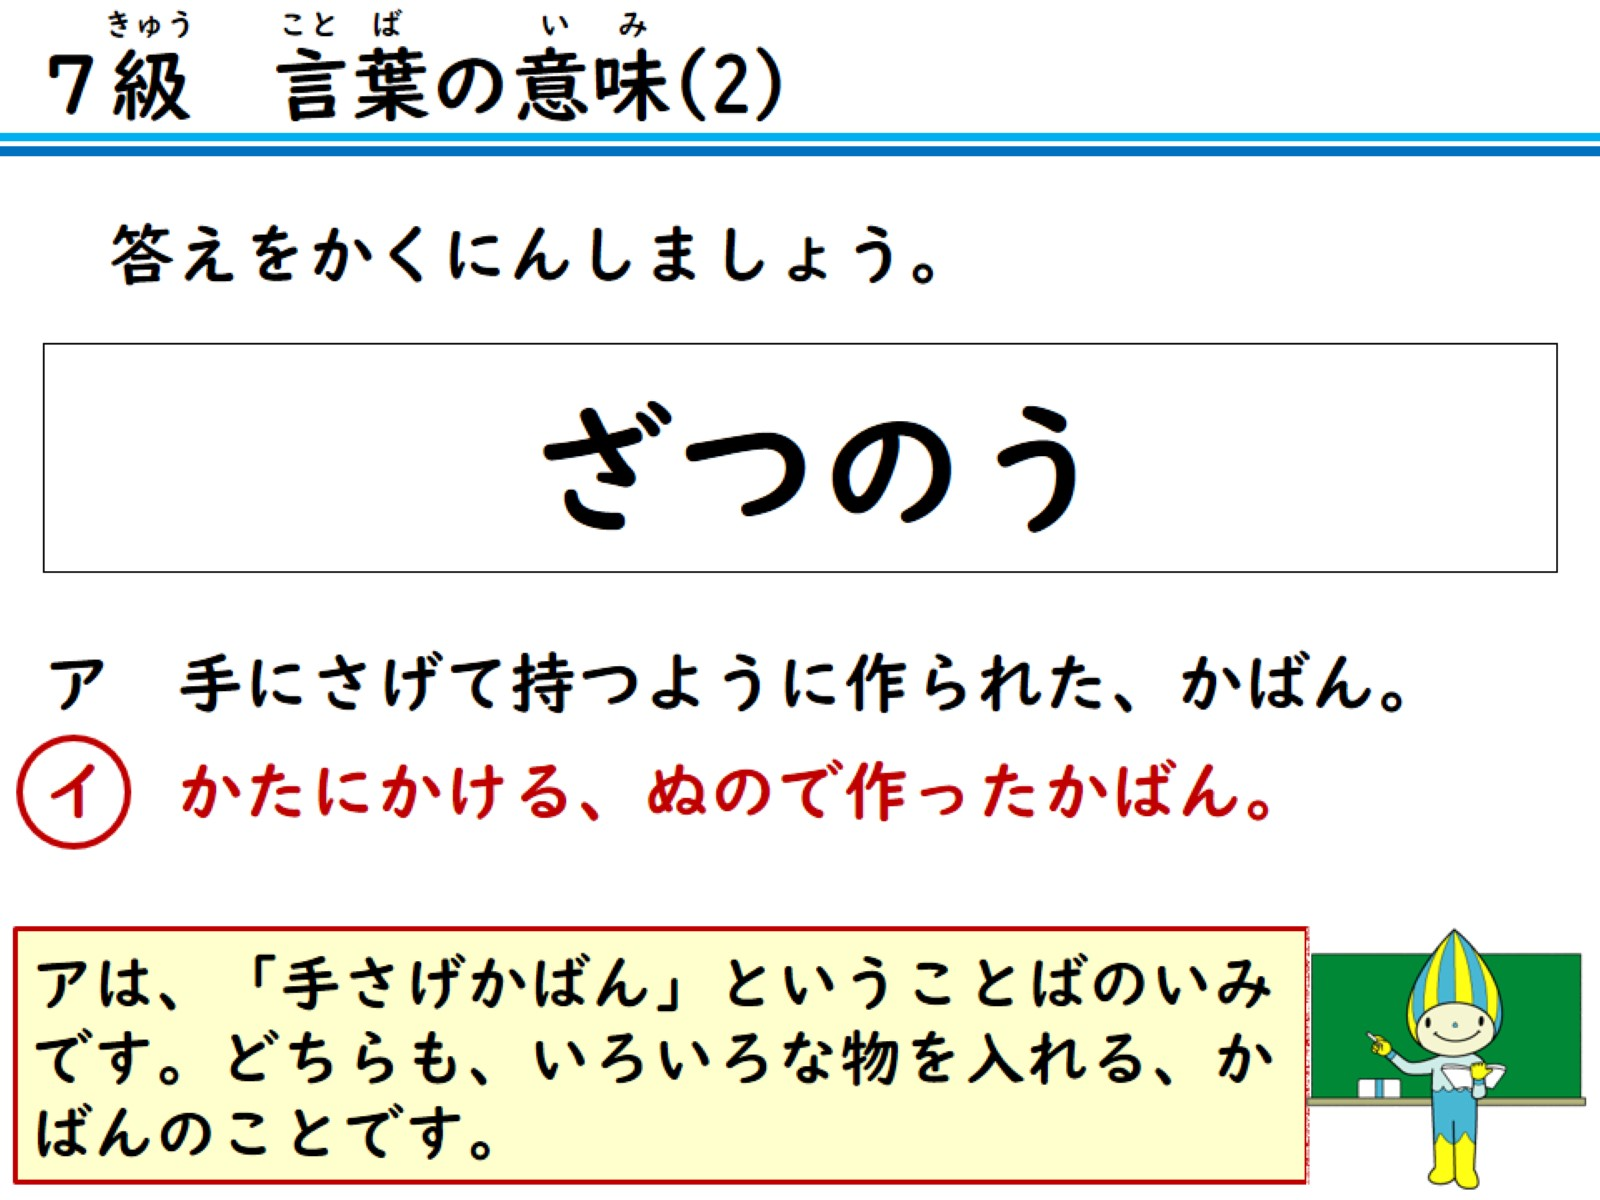 きゅう ことば いみ
７級 言葉の意味(2)
答えをかくにんしましょう。
ざつのう
ア 手にさげて持つように作られた、かばん。
イ かたにかける、ぬので作ったかばん。
アは、「手さげかばん」ということばのいみ
です。どちらも、いろいろな物を入れる、か
ばんのことです。